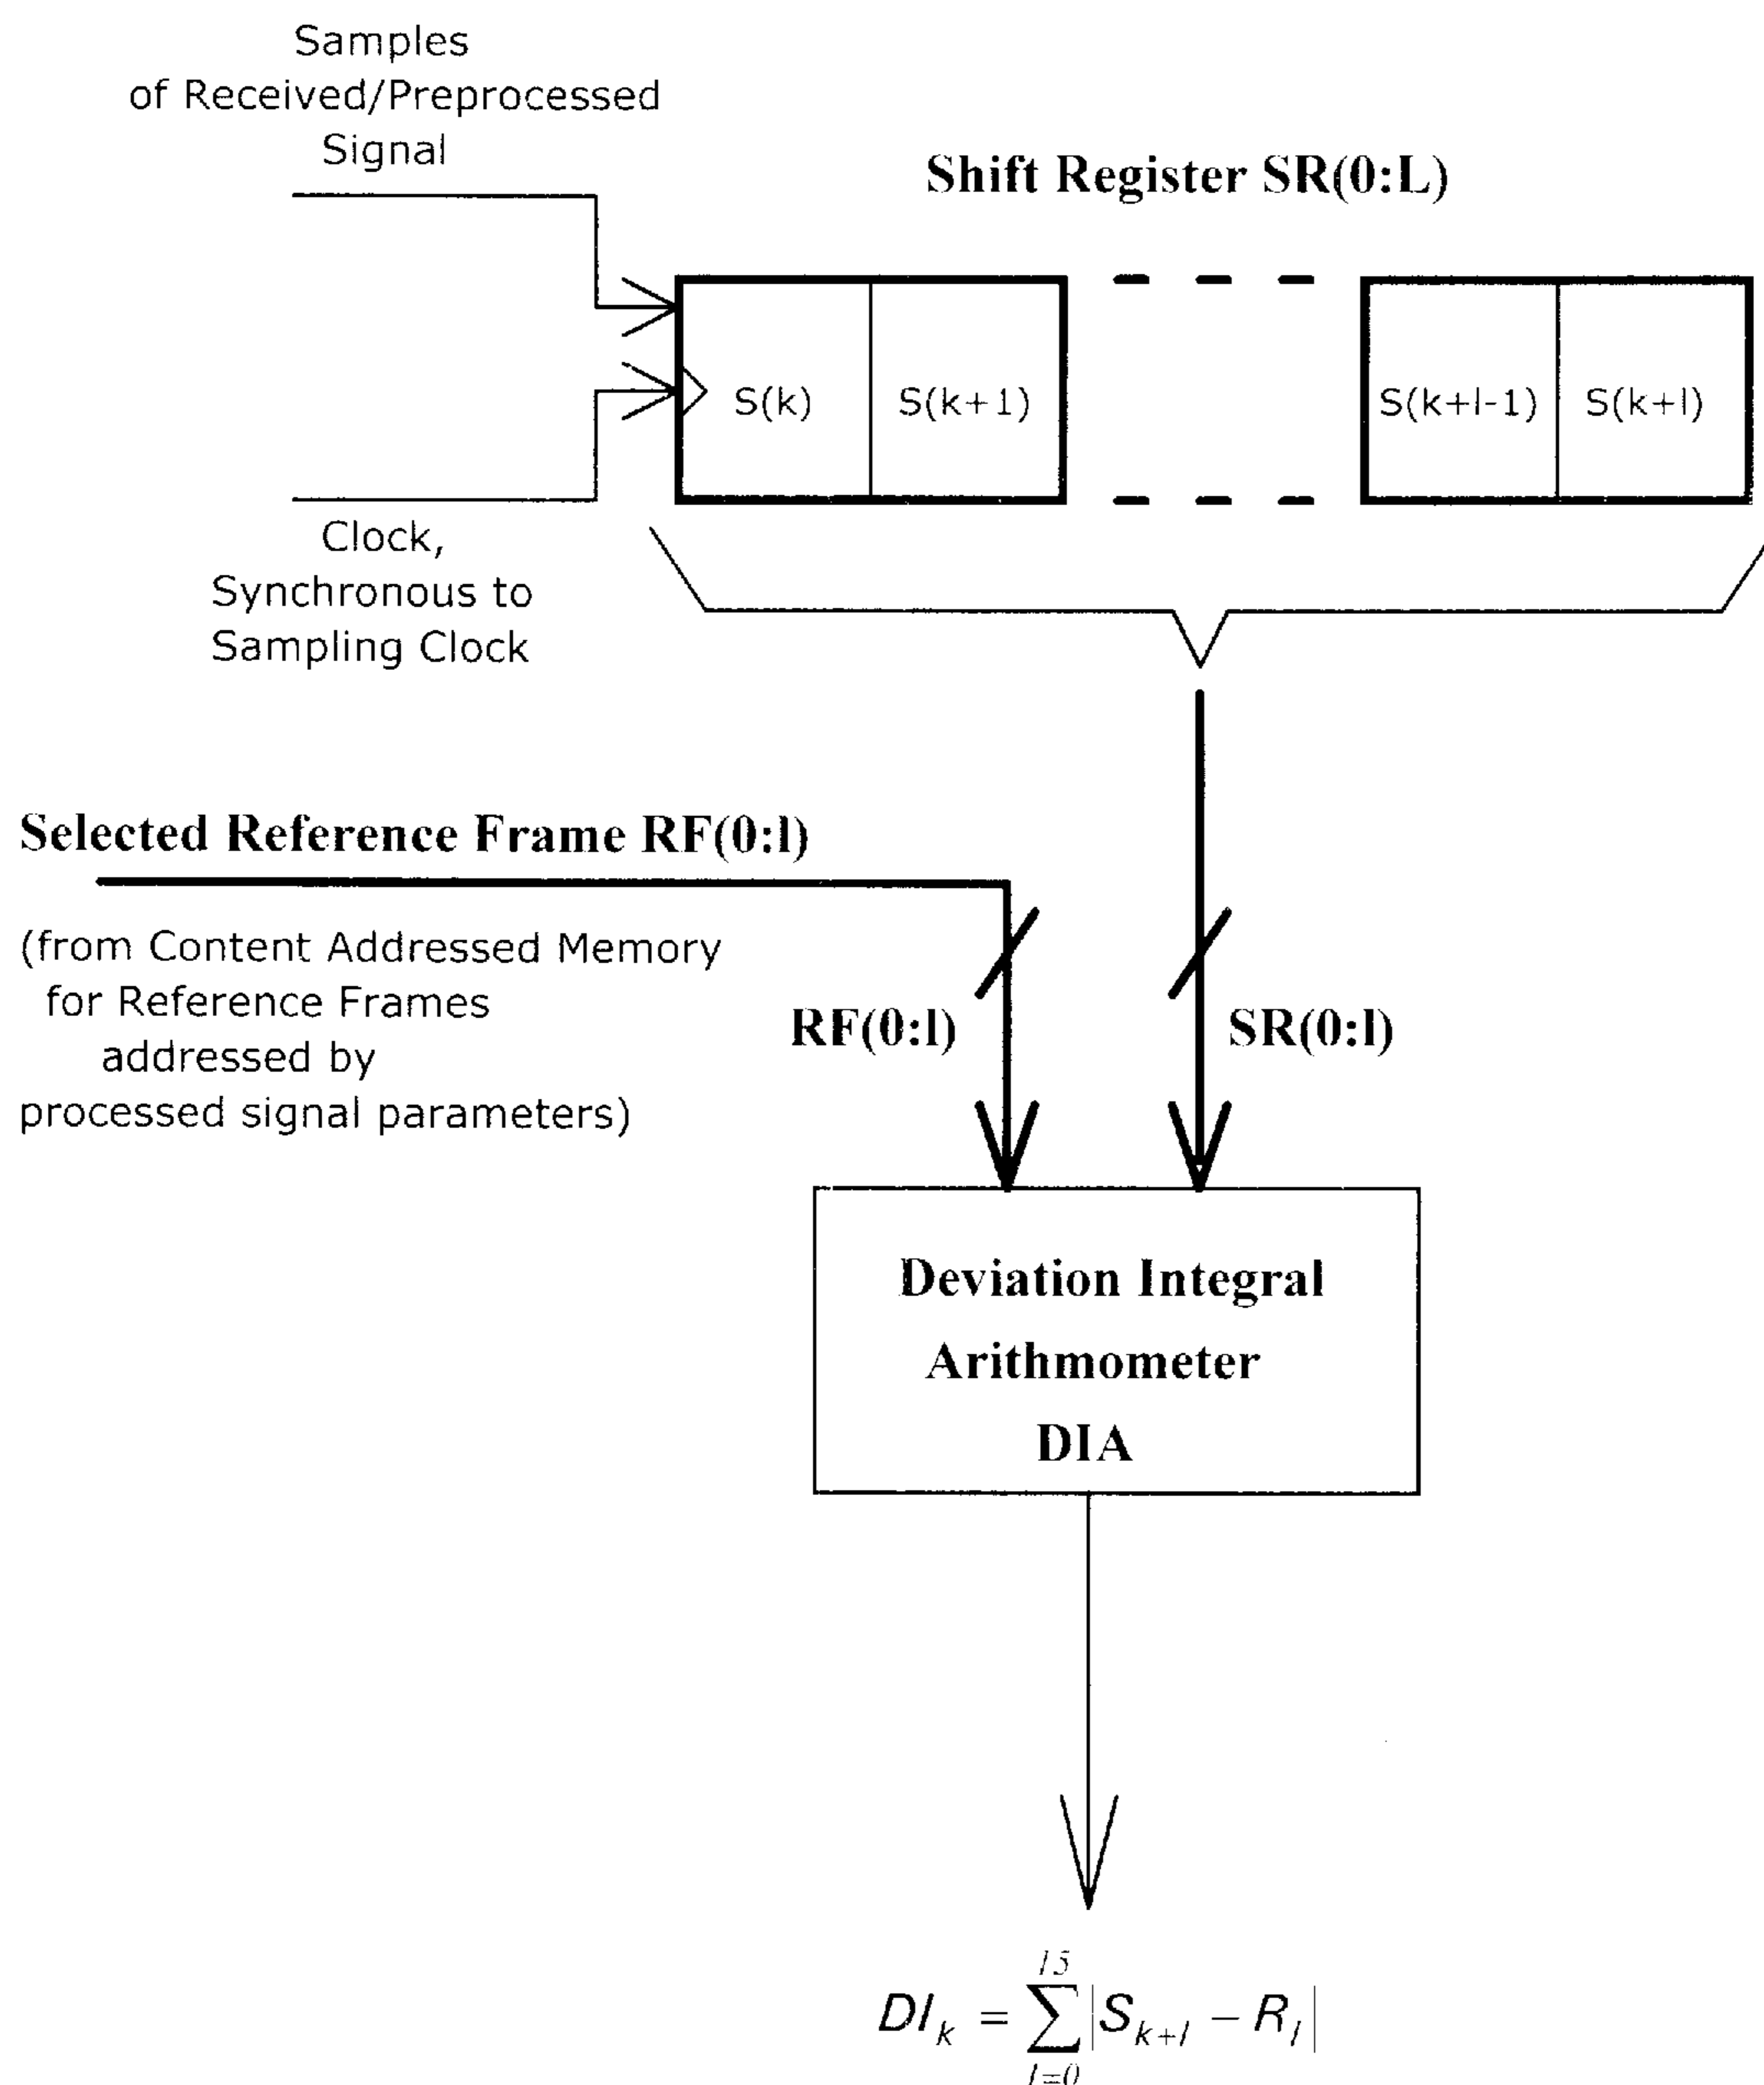 Samples
of Received/Preprocessed
Signal
Shift Register SR(0:L)
S(k)
S(k+1)
S(k+l-1)
S(k+l)
Clock,
Synchronous to
Sampling Clock
Selected Reference Frame RF(0:l)
(from Content Addressed Memory
for Reference Frames
addressed by
processed signal parameters)
RF(0:l)
SR(0:l)
Deviation Integral
Arithmometer
DIA
DI_k = \sum_{l=0}^{15} |S_{k+l} - R_l|